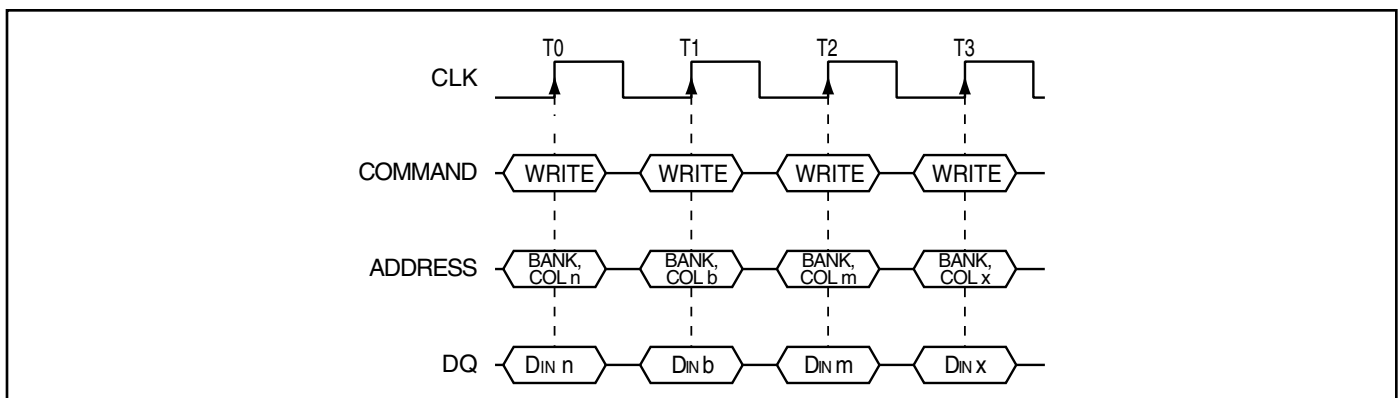 T0 T1 T2 T3
CLK
COMMAND WRITE WRITE WRITE WRITE
ADDRESS BANK, COL n BANK, COL b BANK, COL m BANK, COL x
DQ DIN n DIN b DIN m DIN x